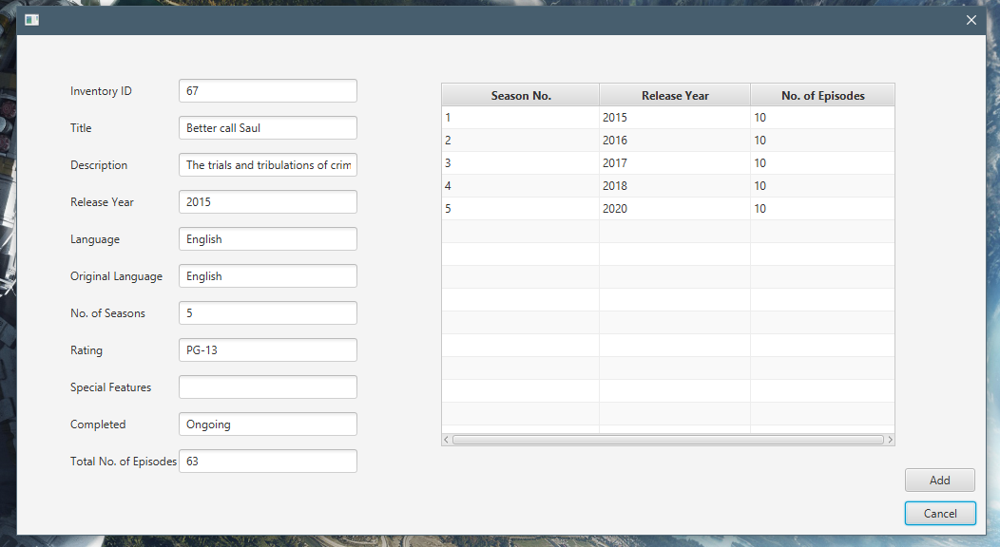 Inventory ID 67
Title Better call Saul
Description The trials and tribulations of crim
Release Year 2015
Language English
Original Language English
No. of Seasons 5
Rating PG-13
Special Features
Completed Ongoing
Total No. of Episodes 63
Season No. Release Year No. of Episodes
1 2015 10
2 2016 10
3 2017 10
4 2018 10
5 2020 10
Add
Cancel